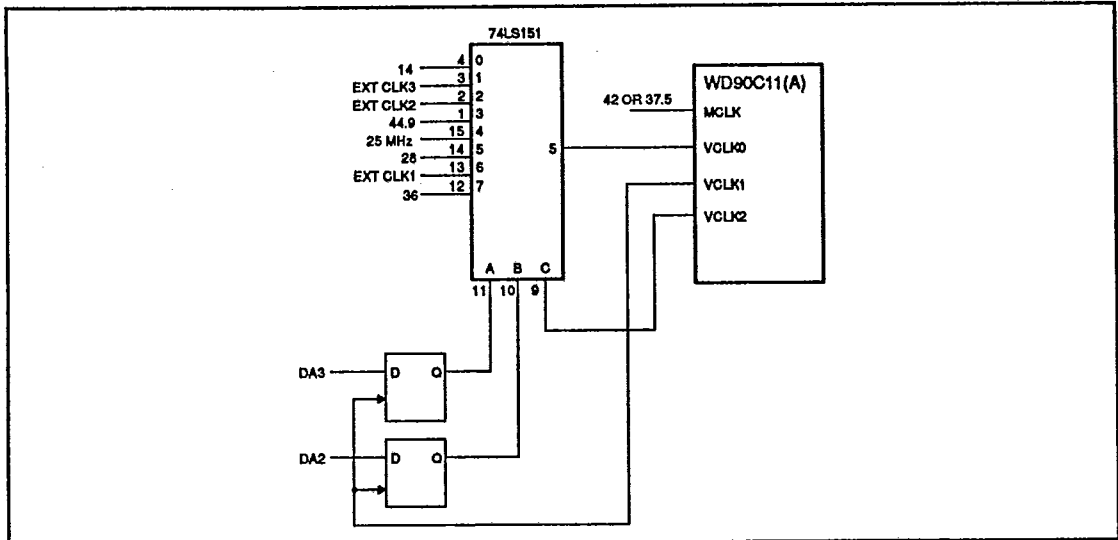 74LS151
14 4 0
EXT CLK3 3 1
EXT CLK2 2 2
44.9 1 3
25 MHz 15 4
28 14 5
EXT CLK1 13 6
36 12 7
5
A B C
11 10 9
WD90C11(A)
42 OR 37.5 MCLK
VCLK0
VCLK1
VCLK2
DA3 D Q
DA2 D Q